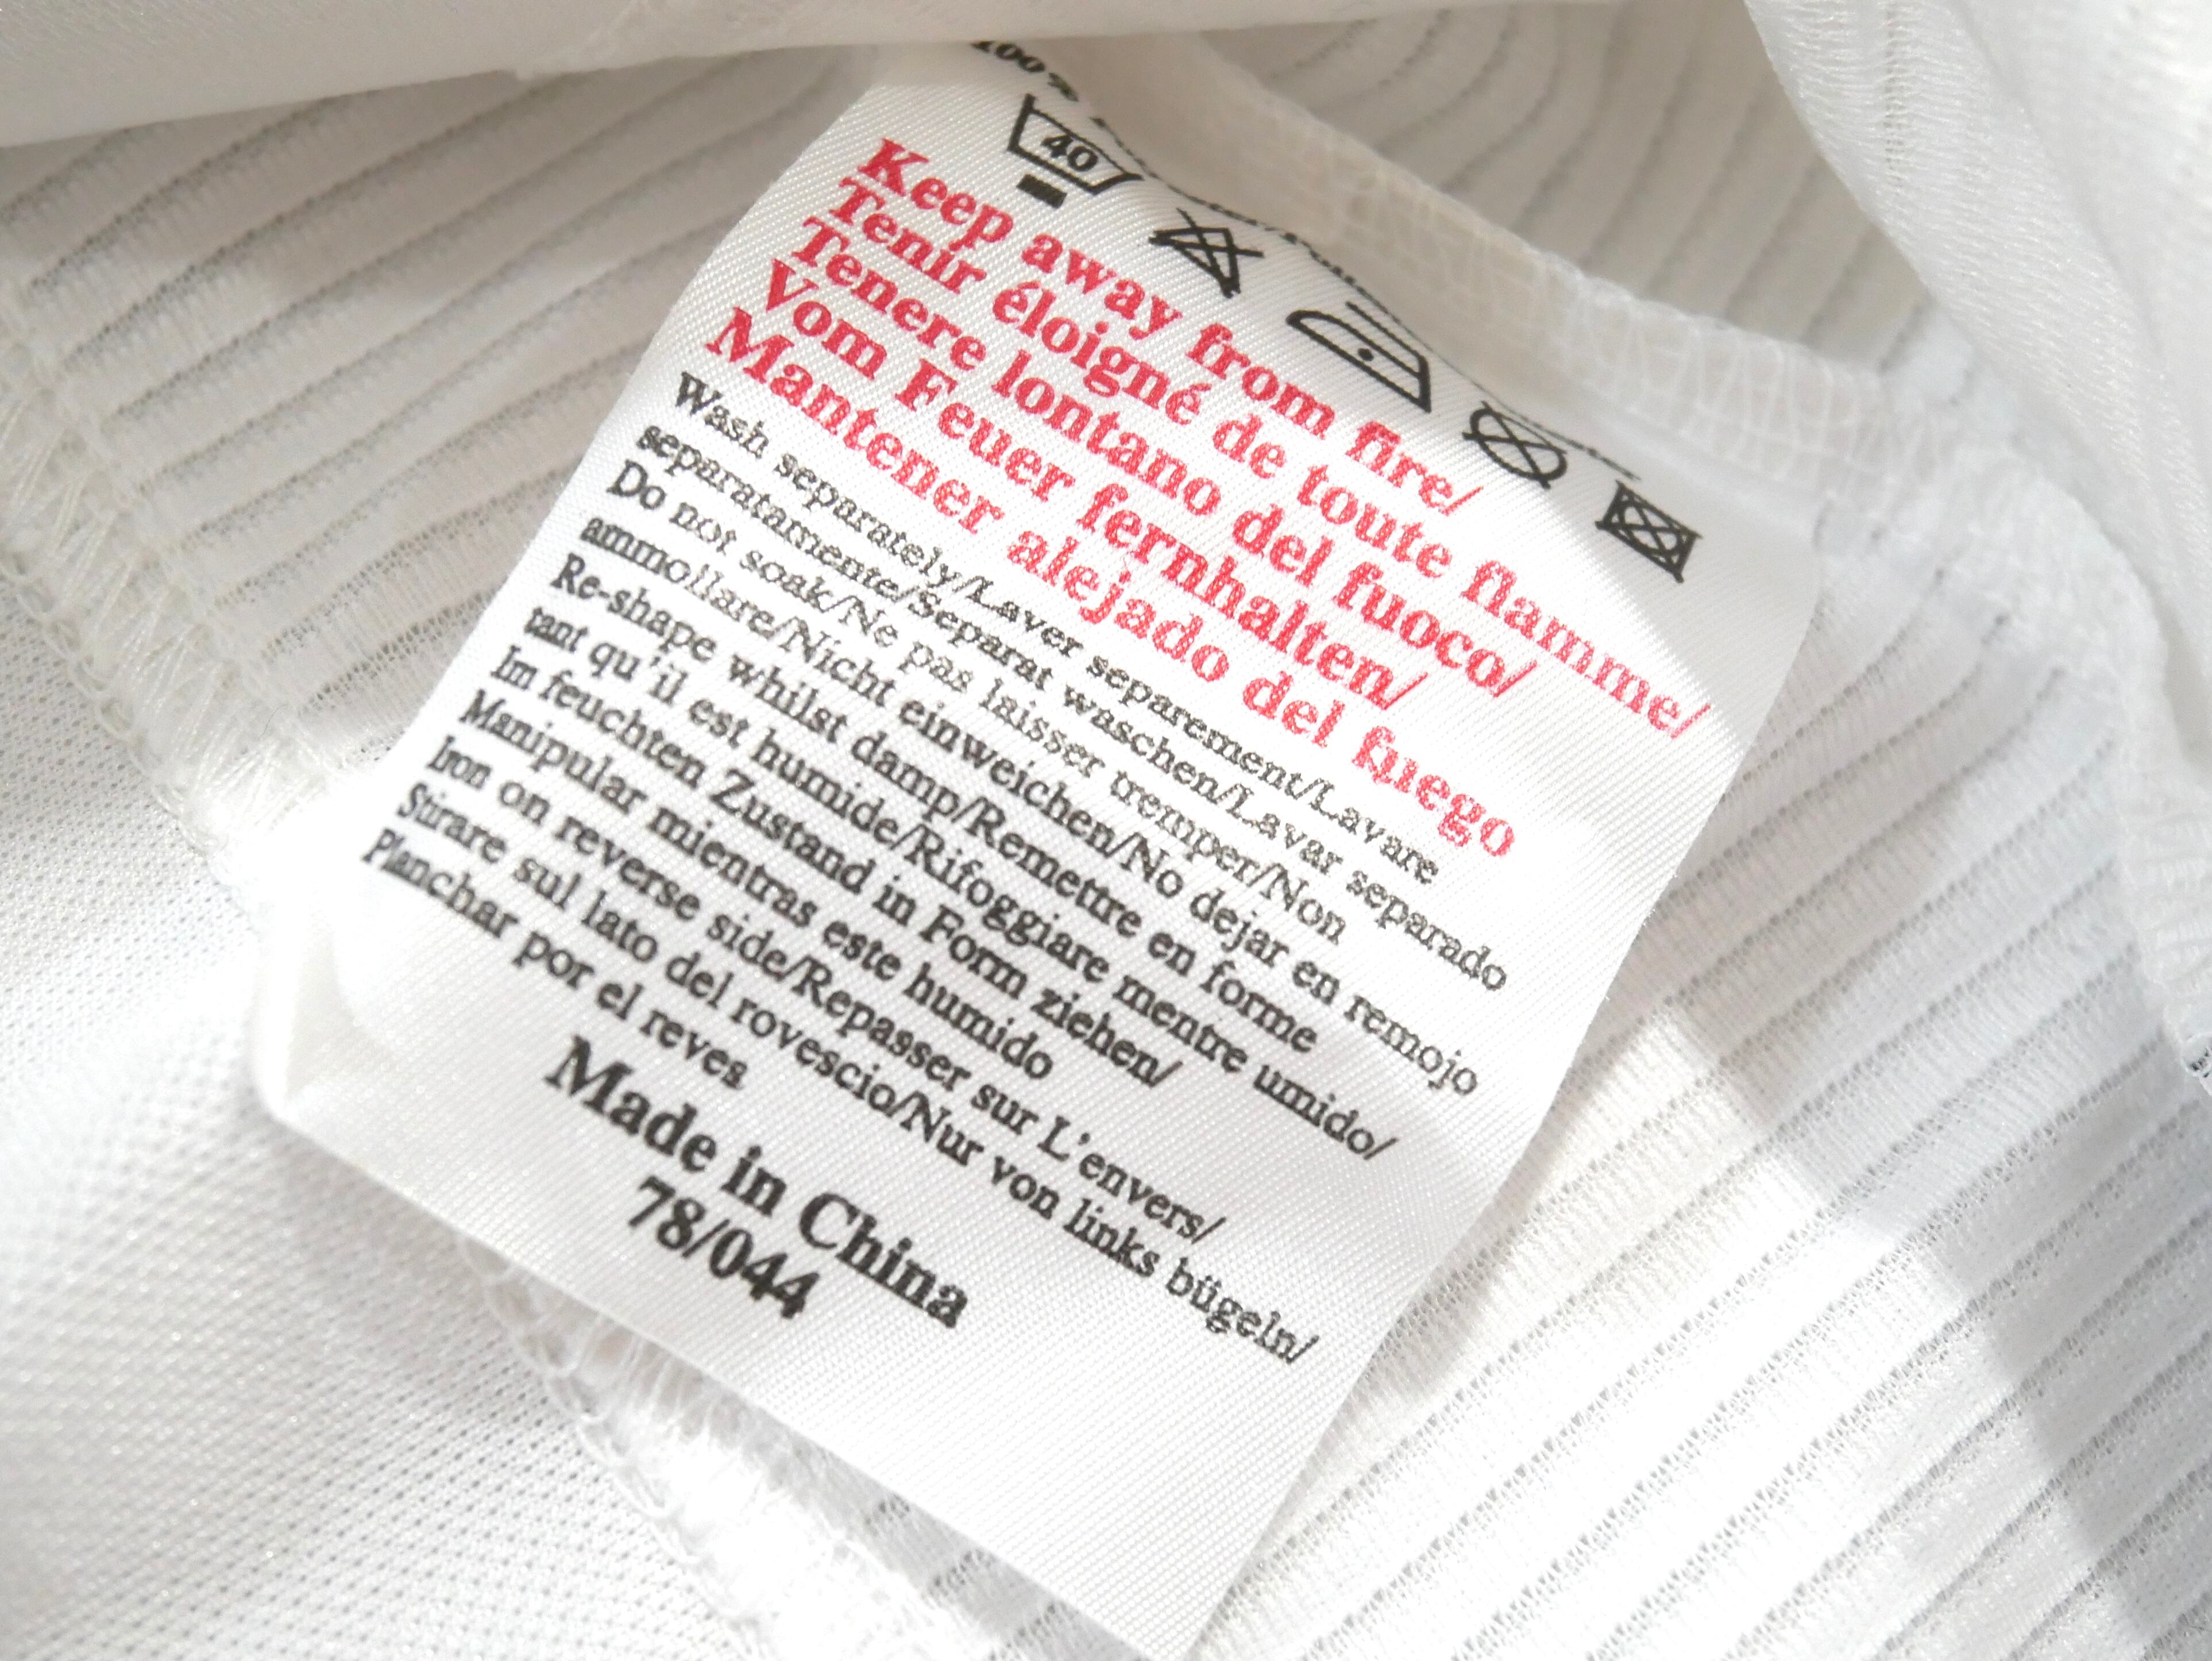 100%
40
Keep away from fire/
Tenir éloigné de toute flamme/
Tenere lontano del fuoco/
Vom Feuer fernhalten/
Mantener alejado del fuego
Wash separately/Laver separement/Lavare
separatamente/Separat waschen/Lavar separado
Do not soak/Ne pas laisser tremper/Non
ammollare/Nicht einweichen/No dejar en remojo
Re-shape whilst damp/Remettre en forme
tant qu'il est humide/Rifoggiare mentre umido/
Im feuchten Zustand in Form ziehen/
Manipular mientras este humido
Iron on reverse side/Repasser sur L'envers/
Stirare sul lato del rovescio/Nur von links bügeln/
Planchar por el reves
Made in China
78/044